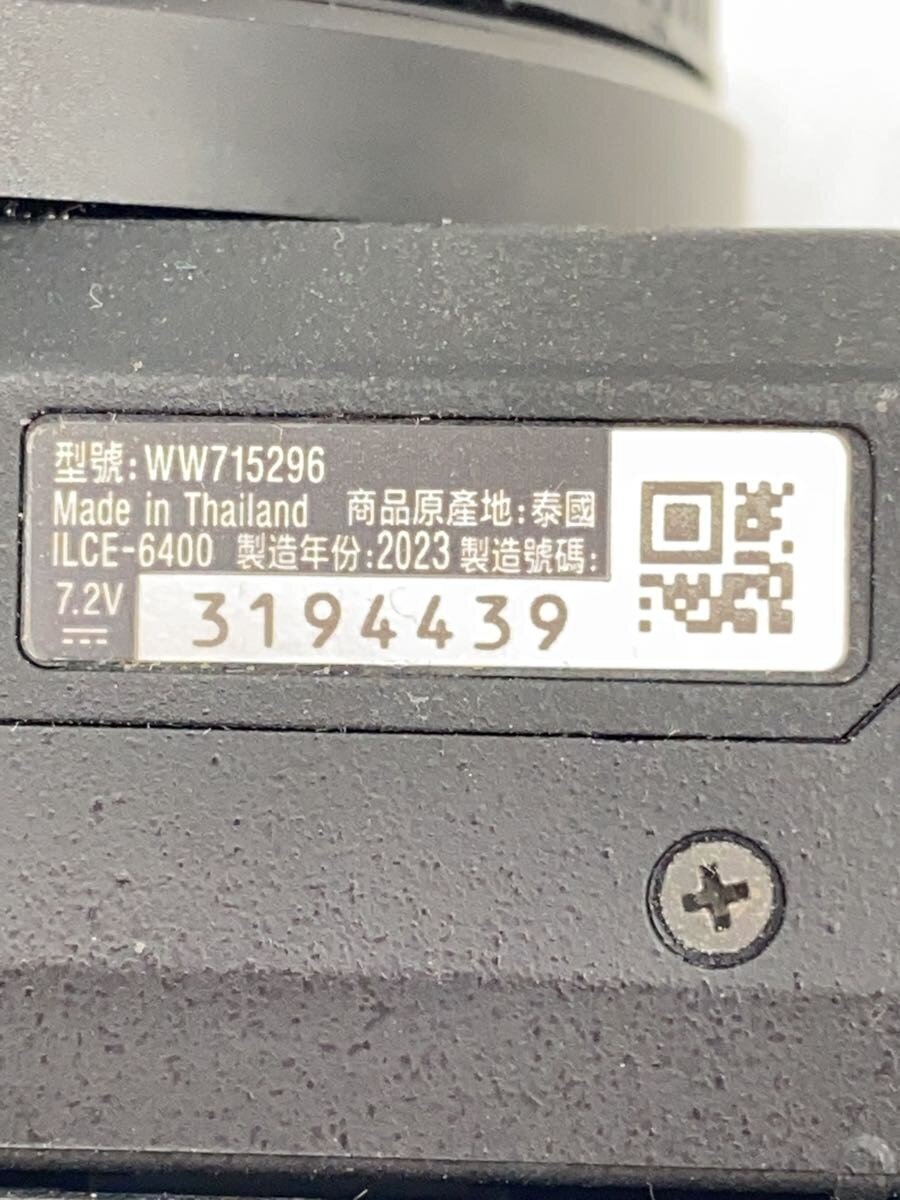 型號:WW715296
Made in Thailand 商品原產地:泰國
ILCE-6400 製造年份:2023 製造號碼:
7.2V 3194439